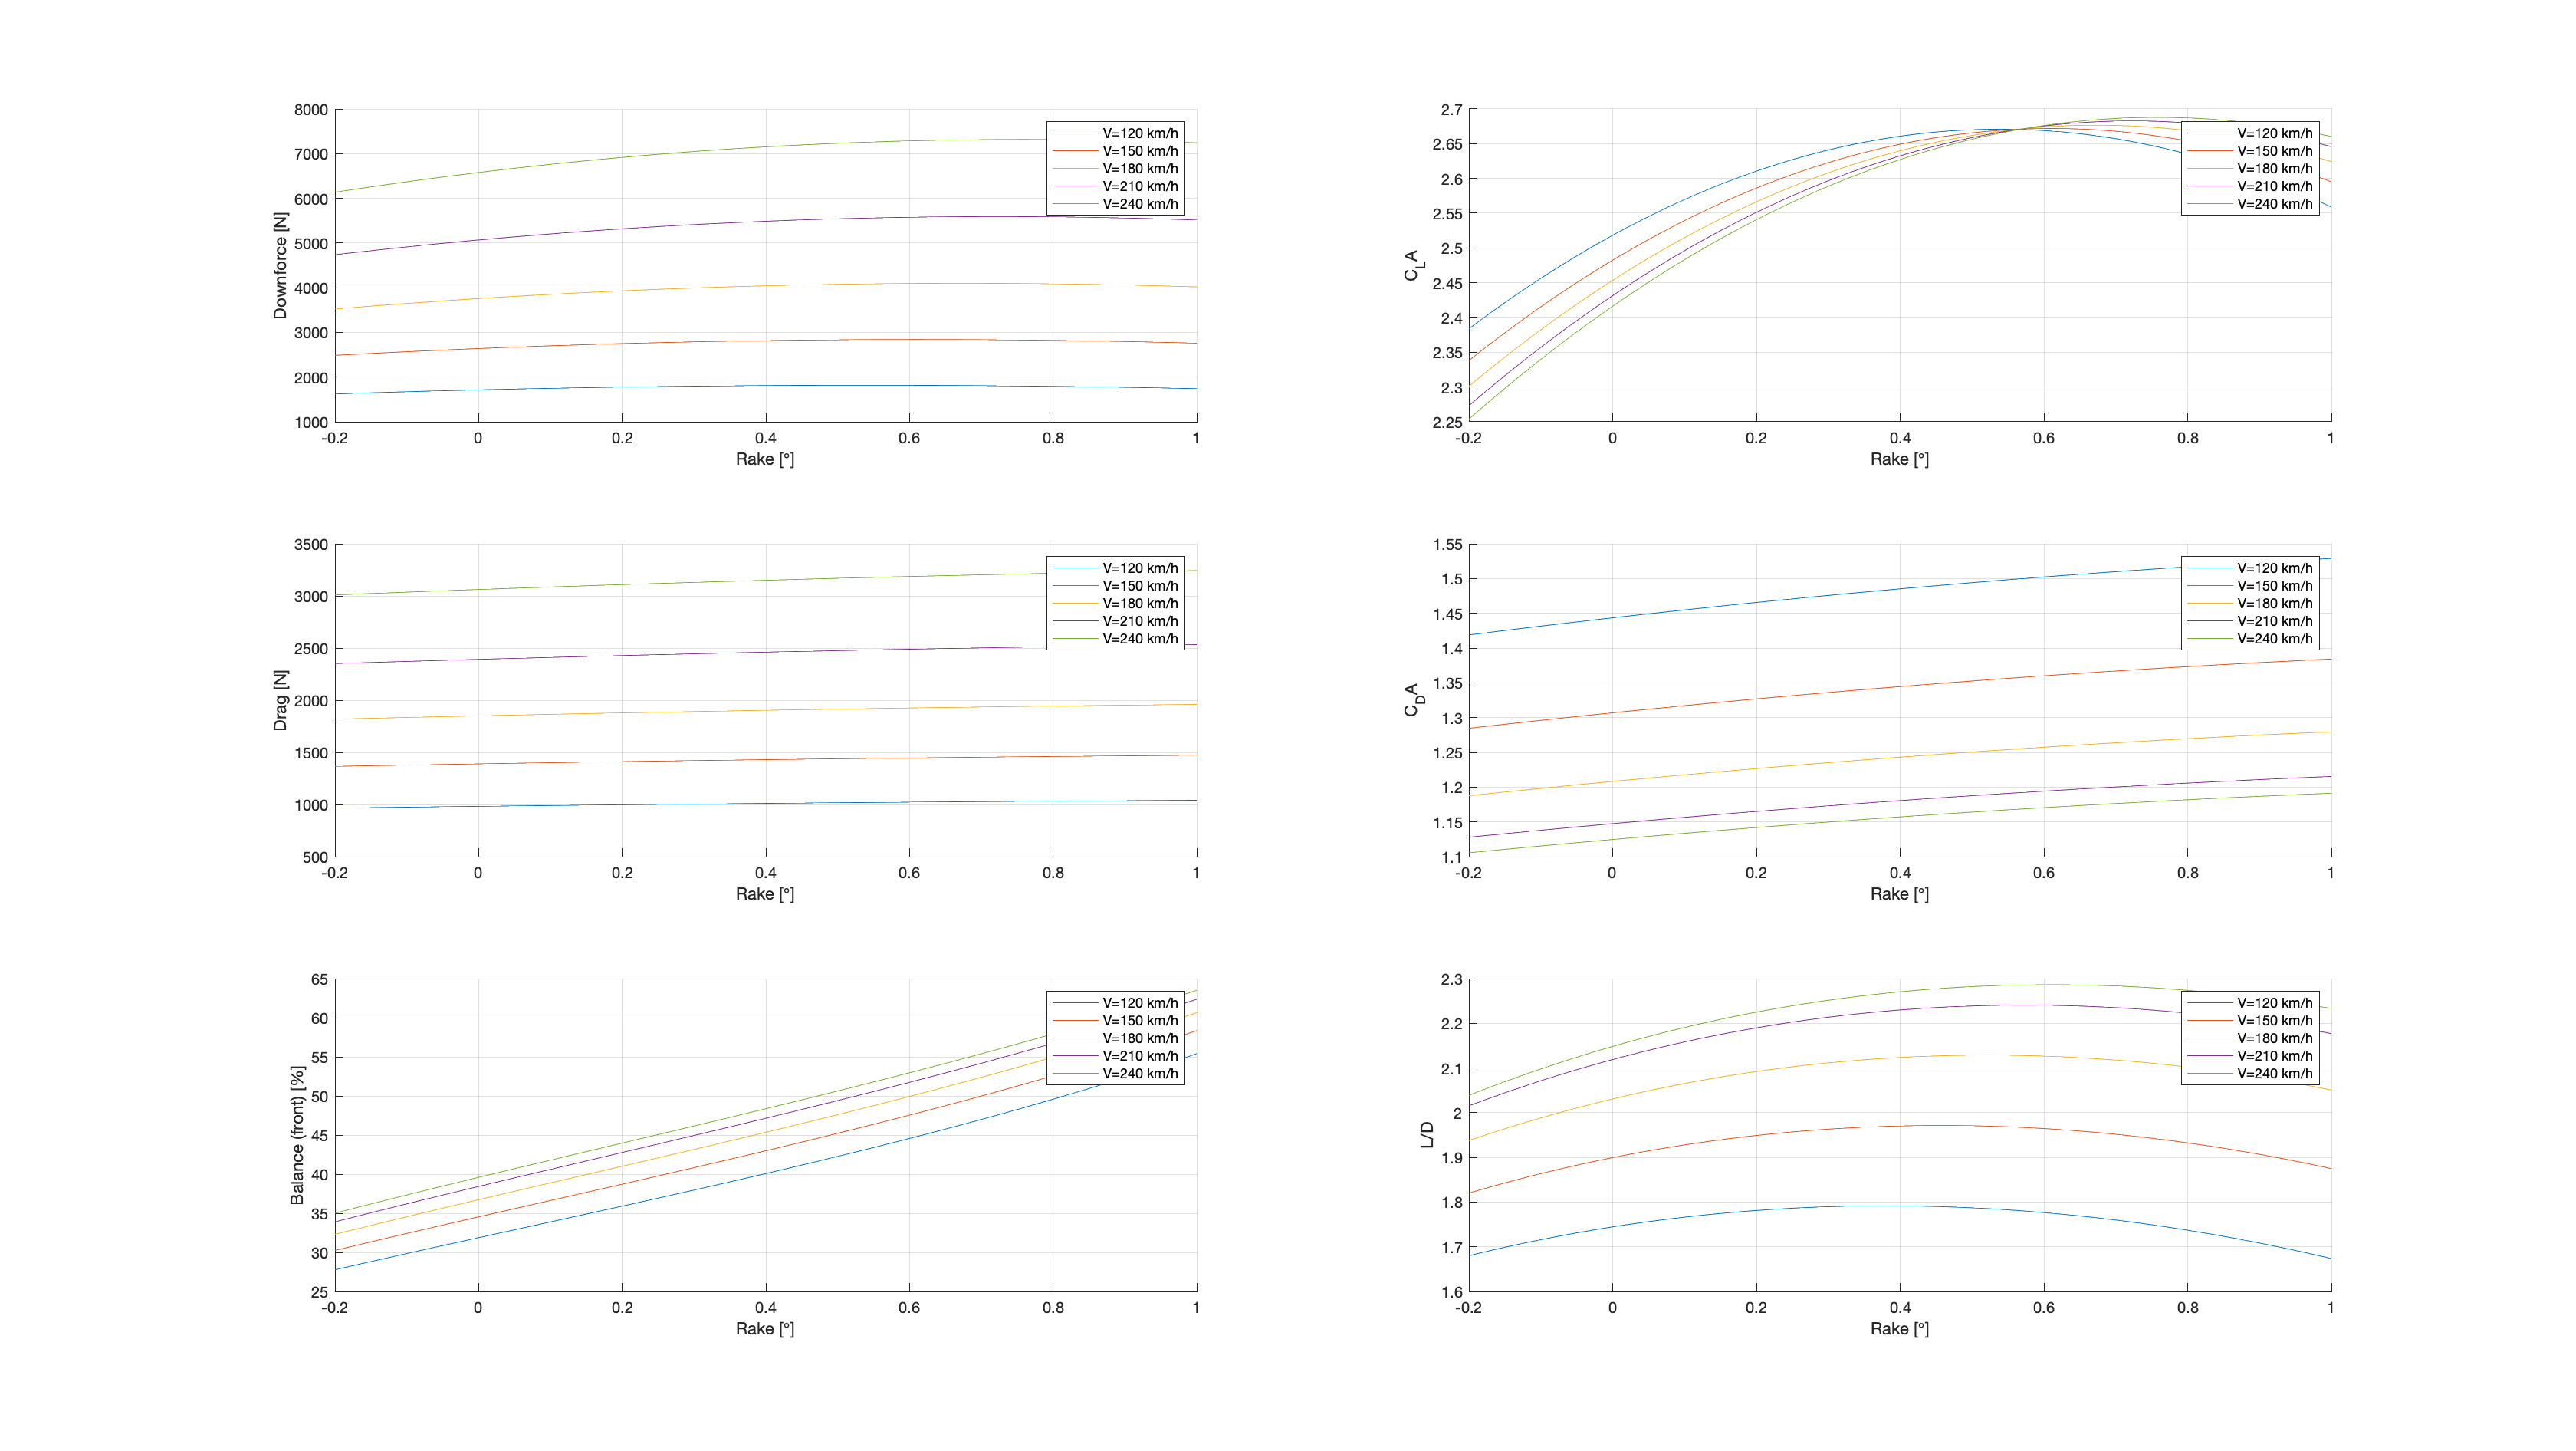 8000
7000
6000
5000
4000
3000
2000
1000
Downforce [N]
-0.2 0 0.2 0.4 0.6 0.8 1
Rake [°]
V=120 km/h
V=150 km/h
V=180 km/h
V=210 km/h
V=240 km/h
2.7
2.65
2.6
2.55
2.5
2.45
2.4
2.35
2.3
2.25
C_L A
-0.2 0 0.2 0.4 0.6 0.8 1
Rake [°]
V=120 km/h
V=150 km/h
V=180 km/h
V=210 km/h
V=240 km/h
3500
3000
2500
2000
1500
1000
500
Drag [N]
-0.2 0 0.2 0.4 0.6 0.8 1
Rake [°]
V=120 km/h
V=150 km/h
V=180 km/h
V=210 km/h
V=240 km/h
1.55
1.5
1.45
1.4
1.35
1.3
1.25
1.2
1.15
1.1
C_D A
-0.2 0 0.2 0.4 0.6 0.8 1
Rake [°]
V=120 km/h
V=150 km/h
V=180 km/h
V=210 km/h
V=240 km/h
65
60
55
50
45
40
35
30
25
Balance (front) [%]
-0.2 0 0.2 0.4 0.6 0.8 1
Rake [°]
V=120 km/h
V=150 km/h
V=180 km/h
V=210 km/h
V=240 km/h
2.3
2.2
2.1
2
1.9
1.8
1.7
1.6
L/D
-0.2 0 0.2 0.4 0.6 0.8 1
Rake [°]
V=120 km/h
V=150 km/h
V=180 km/h
V=210 km/h
V=240 km/h